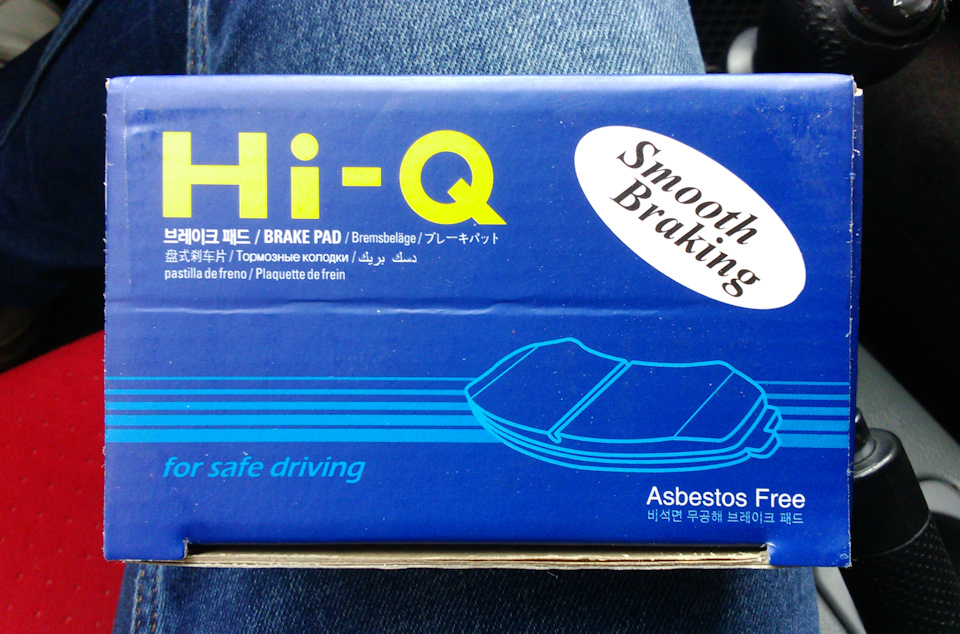 Hi-Q
Smooth
Braking
브레이크 패드 / BRAKE PAD / Bremsbeläge / ブレーキパット
盘式刹车片 / Тормозные колодки / دسك بريك
pastilla de freno / Plaquette de frein
for safe driving
Asbestos Free
비석면 무공해 브레이크 패드